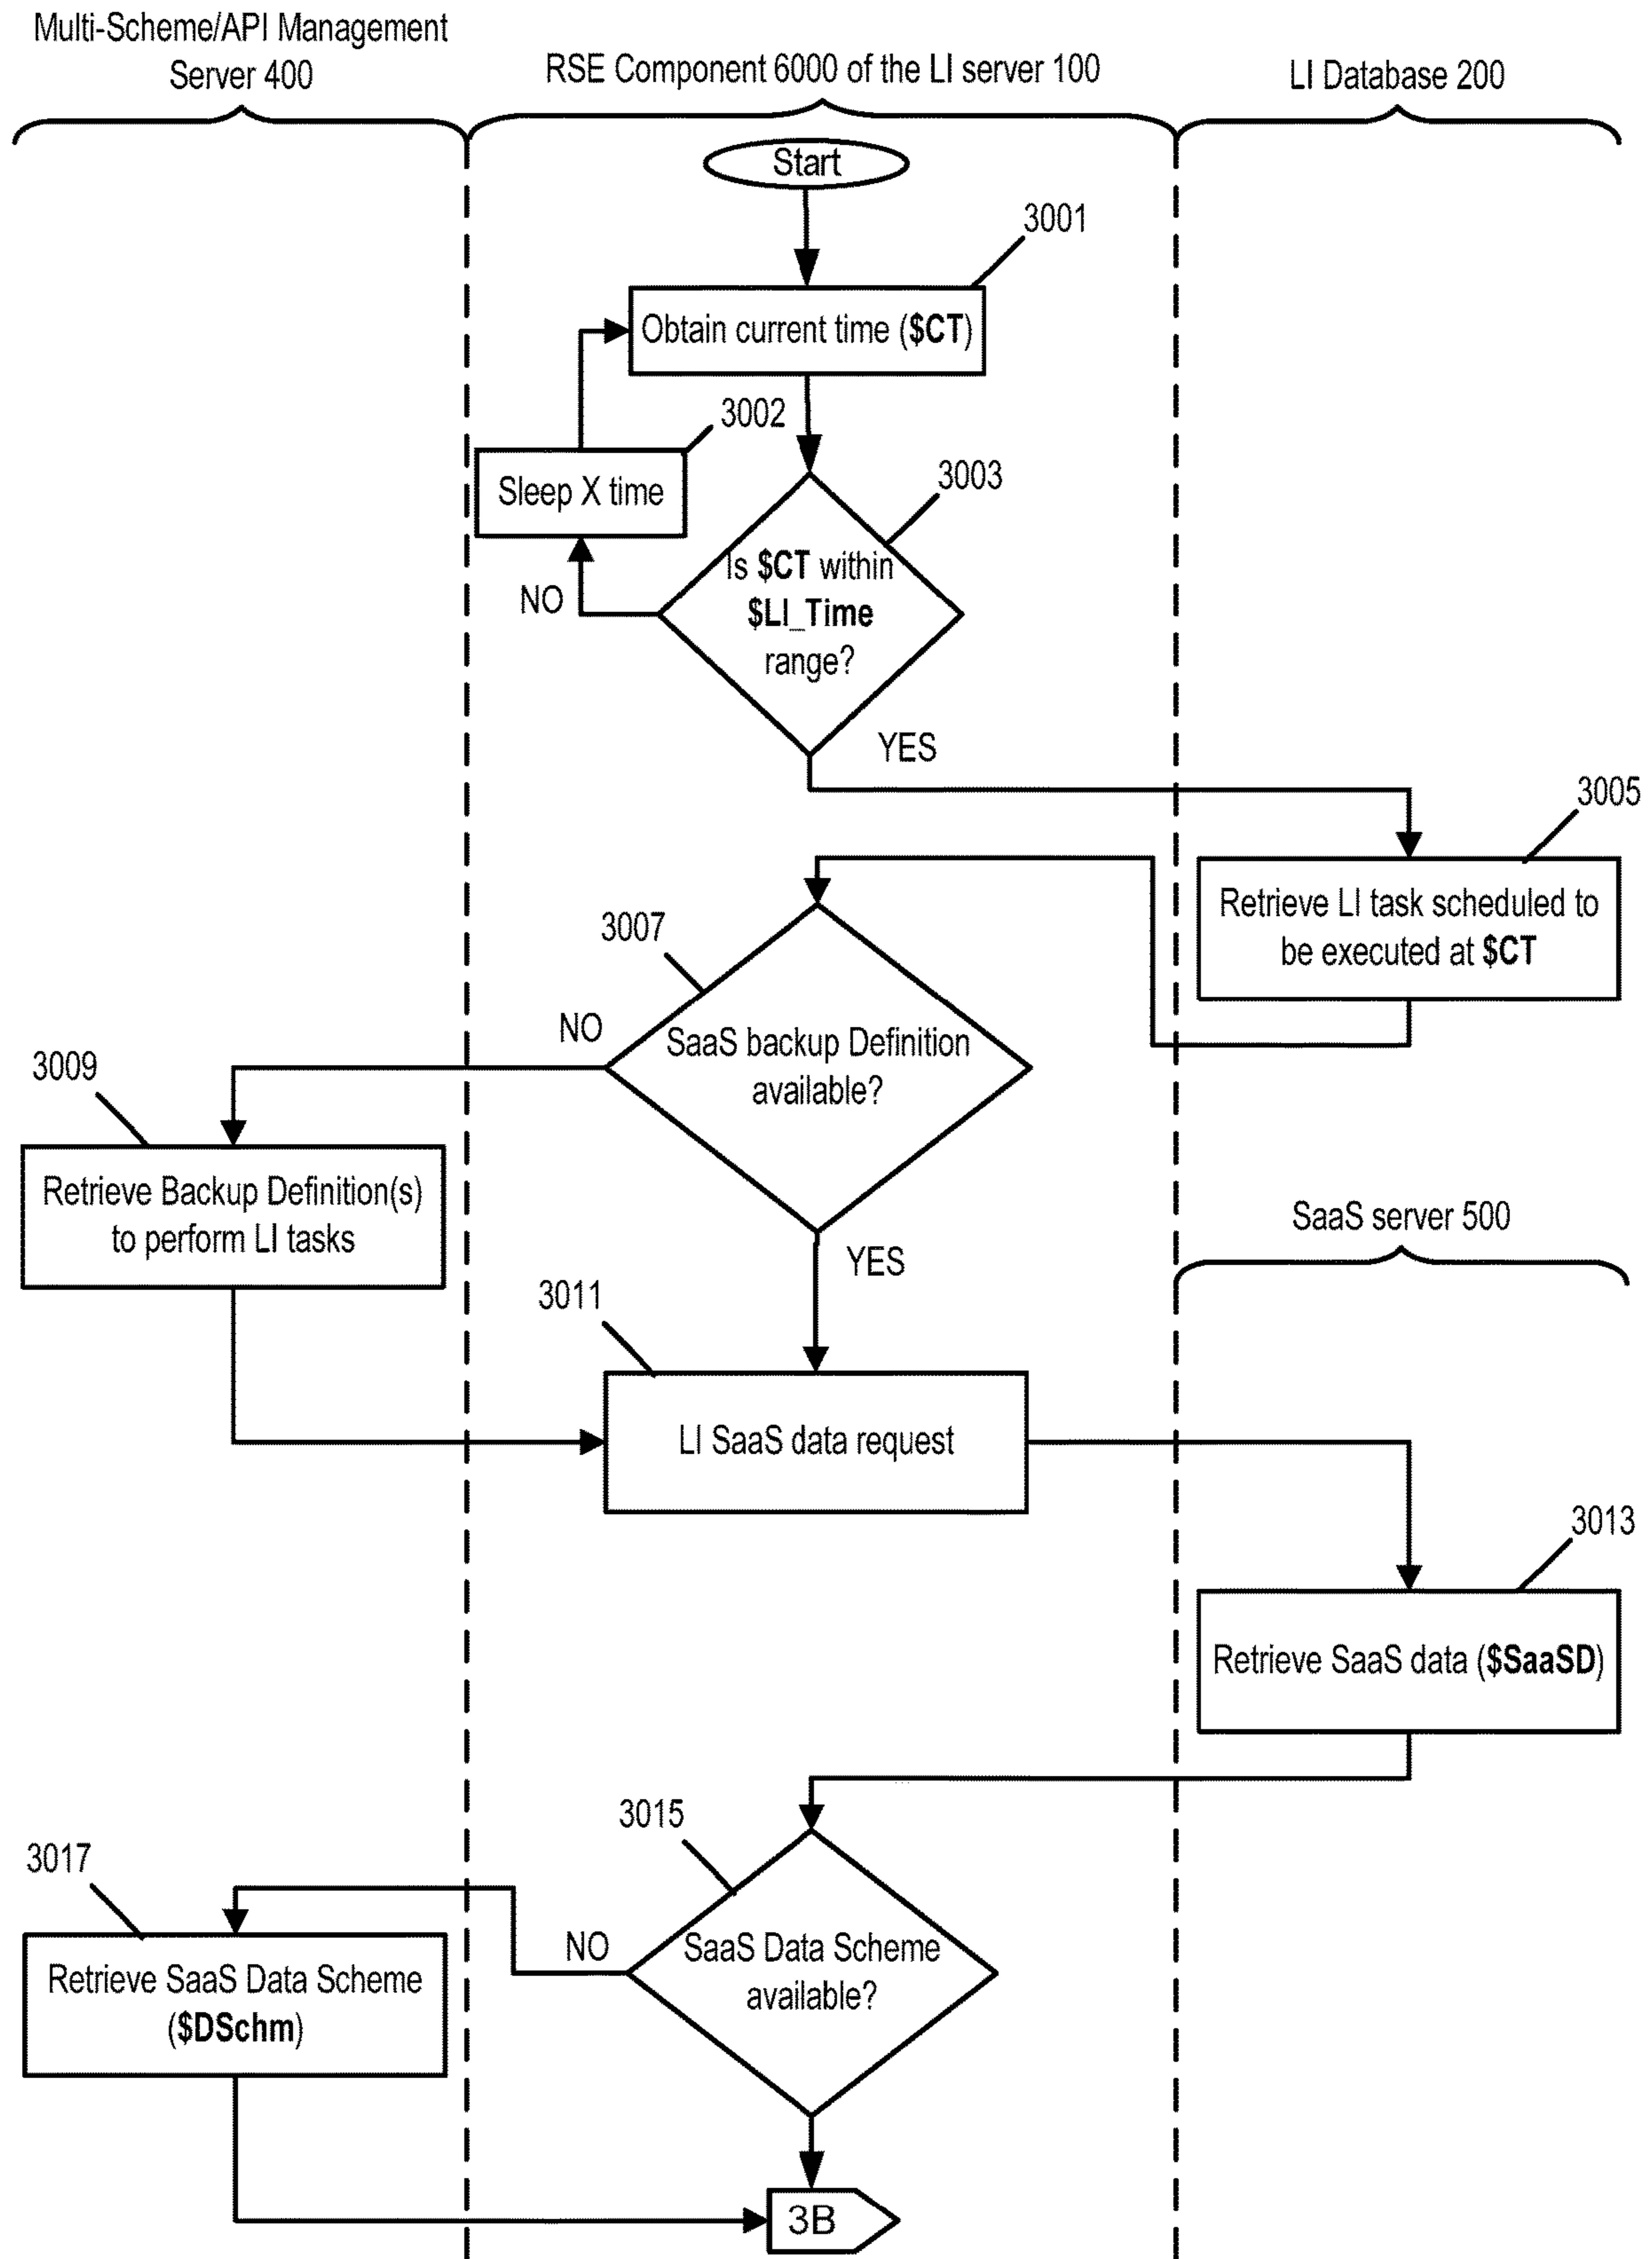 Multi-Scheme/API Management
Server 400
RSE Component 6000 of the LI server 100
LI Database 200
Start
3001
Obtain current time ($CT)
3002
Sleep X time
3003
Is $CT within
$LI_Time
range?
NO
YES
3005
Retrieve LI task scheduled to
be executed at $CT
3007
SaaS backup Definition
available?
NO
3009
Retrieve Backup Definition(s)
to perform LI tasks
YES
SaaS server 500
3011
LI SaaS data request
3013
Retrieve SaaS data ($SaaSD)
3015
SaaS Data Scheme
available?
NO
3017
Retrieve SaaS Data Scheme
($DSchm)
3B